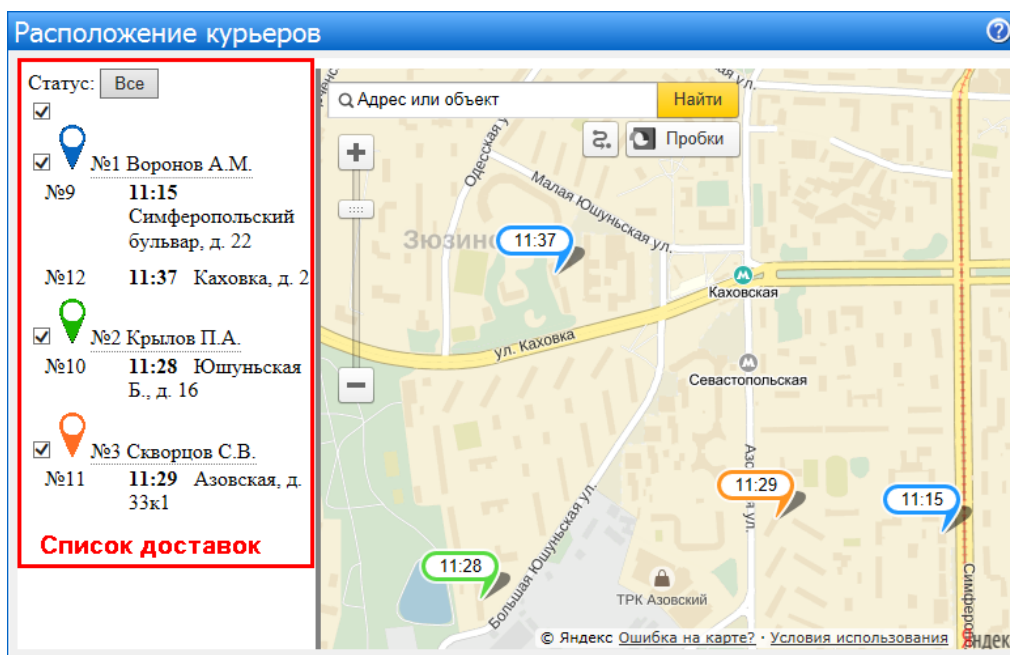 Расположение курьеров
Статус: Все
№1 Воронов А.М.
№9 11:15
Симферопольский
бульвар, д. 22
№12 11:37 Каховка, д. 2
№2 Крылов П.А.
№10 11:28 Юшуньская
Б., д. 16
№3 Скворцов С.В.
№11 11:29 Азовская, д.
33к1
Список доставок
Адрес или объект Найти
Пробки
Одесская у
Малая Юшуньская ул.
Зюзин
11:37
Каховская
ул. Каховка
Севастопольская
11:29
11:15
11:28
Большая Юшуньская ул.
ТРК Азовский
© Яндекс Ошибка на карте? · Условия использования